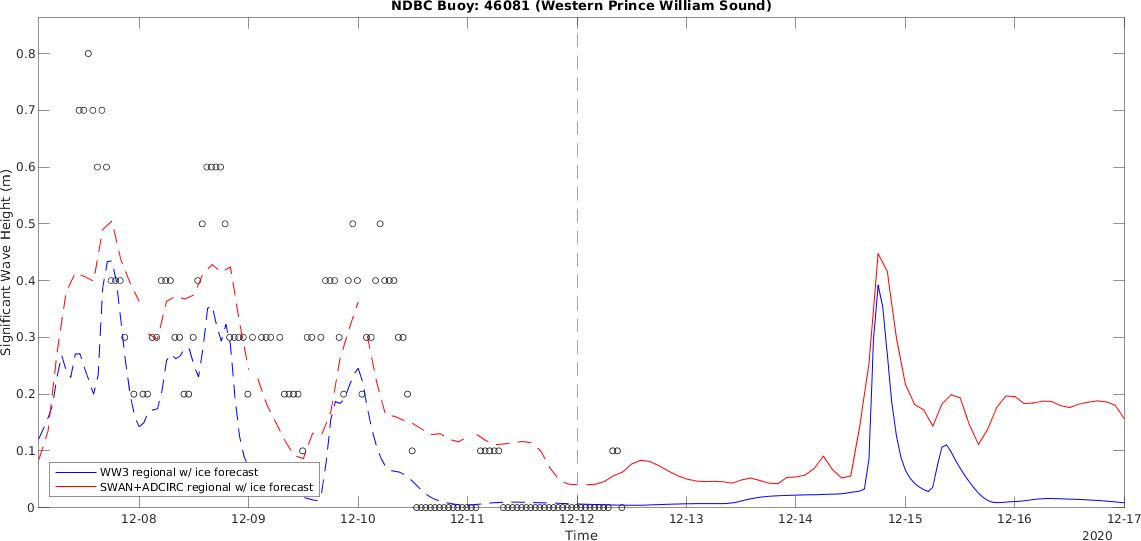 NDBC Buoy: 46081 (Western Prince William Sound)
Significant Wave Height (m)
0.8
0.7
0.6
0.5
0.4
0.3
0.2
0.1
0
WW3 regional w/ ice forecast
SWAN+ADCIRC regional w/ ice forecast
12-08 12-09 12-10 12-11 12-12 12-13 12-14 12-15 12-16 12-17
Time
2020